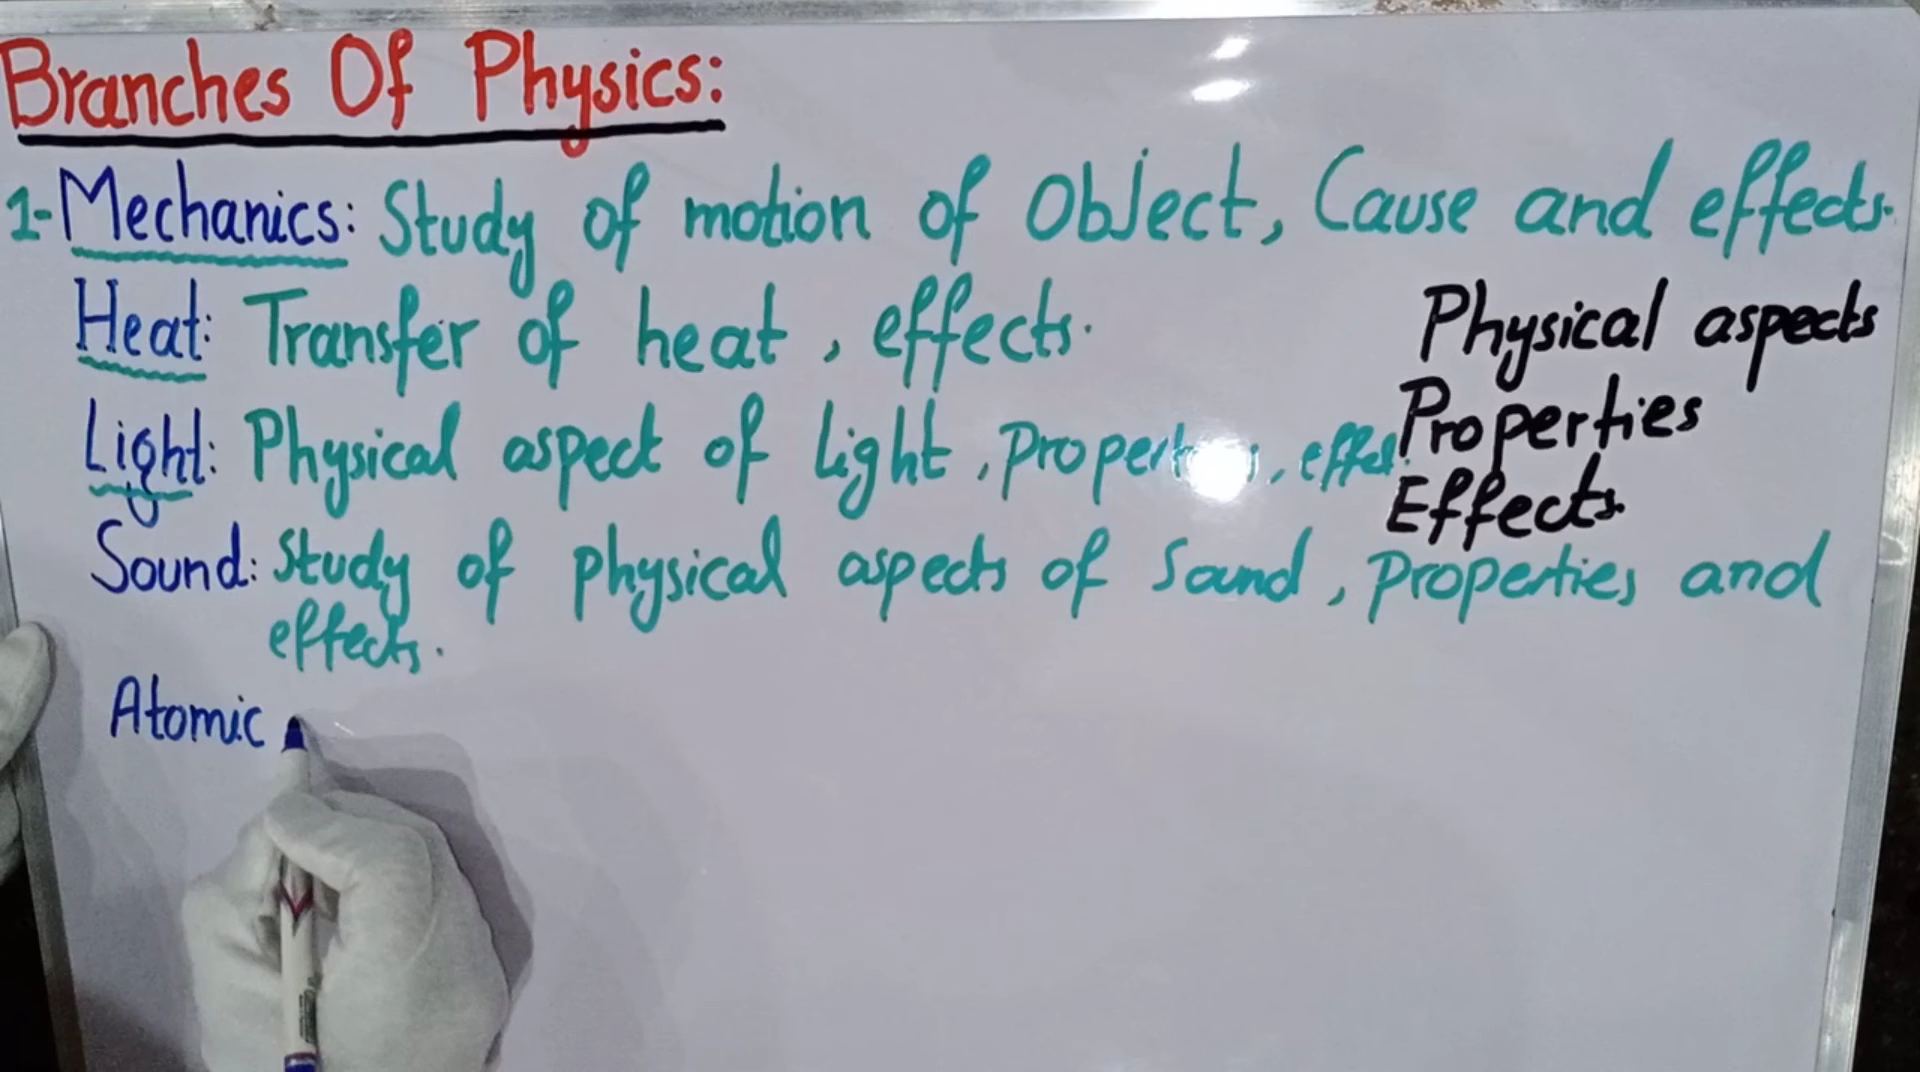 Branches Of Physics:
1- Mechanics: Study of motion of Object, Cause and effects.
Heat: Transfer of heat, effects.
Physical aspects
Light: Physical aspect of light, Properties, effect.
Properties
Effects.
Sound: Study of physical aspects of Sound, Properties and
effects.
Atomic